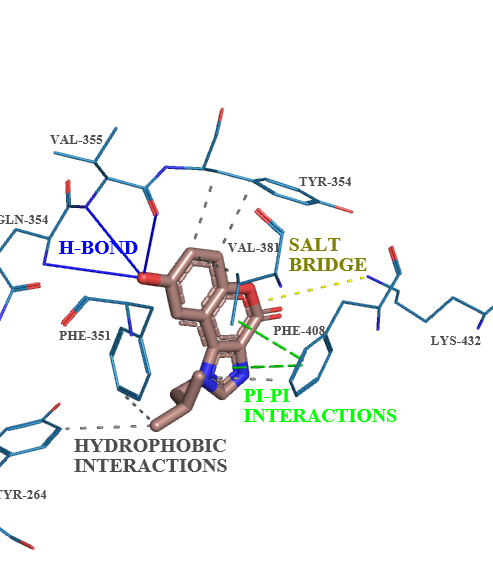 VAL-355
TYR-354
GLN-354
H-BOND
VAL-381
SALT
BRIDGE
PHE-351
PHE-408
LYS-432
PI-PI
INTERACTIONS
HYDROPHOBIC
INTERACTIONS
TYR-264